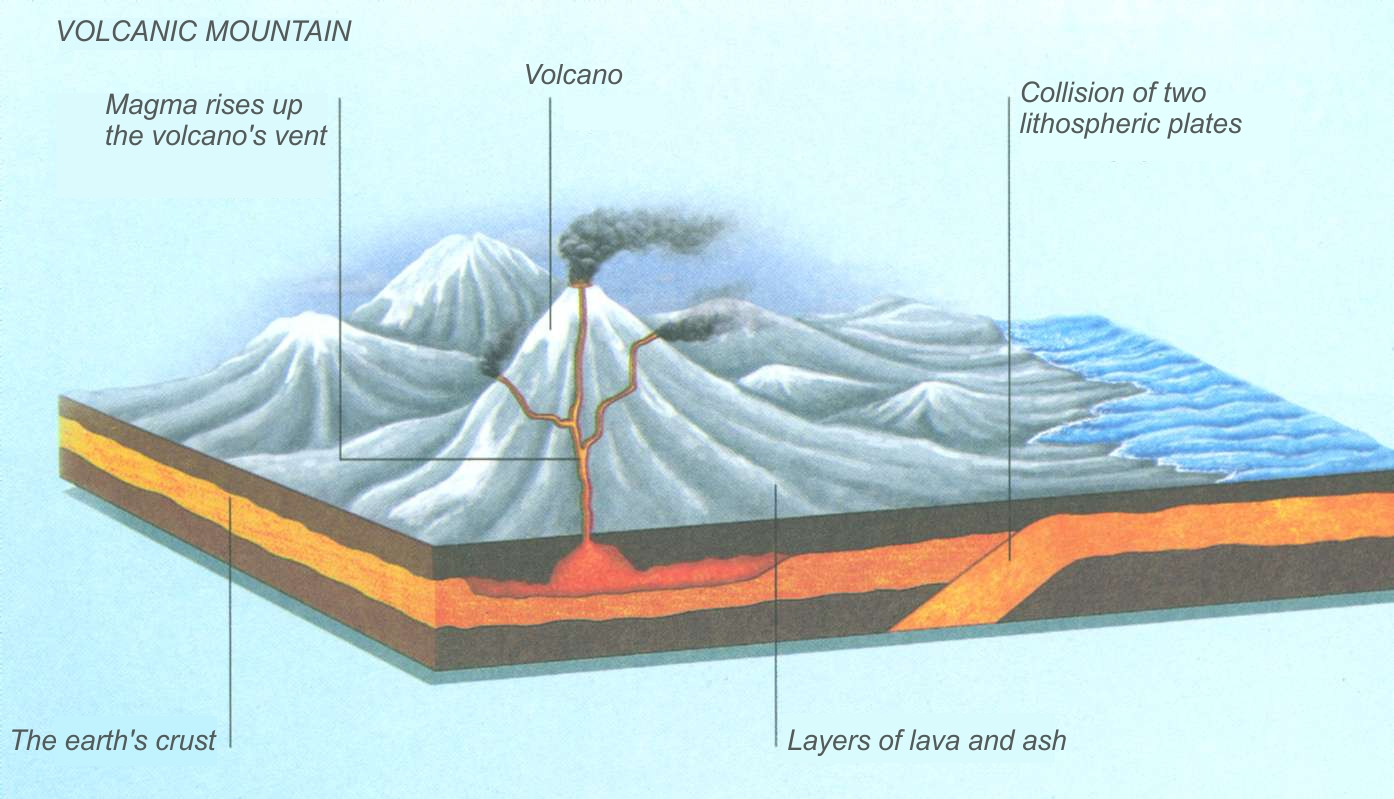 VOLCANIC MOUNTAIN
Volcano
Magma rises up
the volcano's vent
Collision of two
lithospheric plates
The earth's crust
Layers of lava and ash